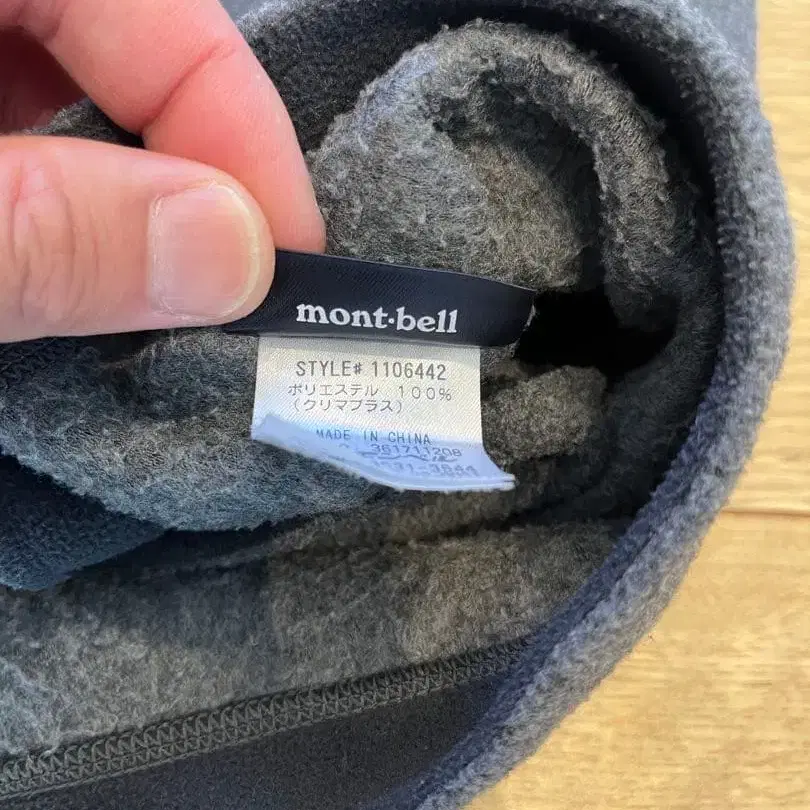 mont·bell
STYLE# 1106442
ポリエステル 100%
(クリマプラス)
MADE IN CHINA
361711208